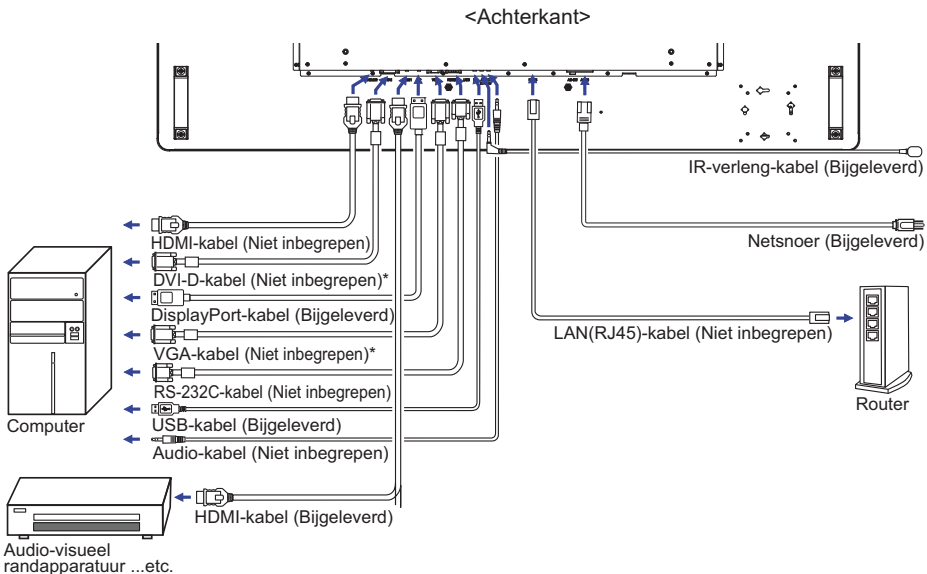 <Achterkant>
IR-verleng-kabel (Bijgeleverd)
HDMI-kabel (Niet inbegrepen)
Netsnoer (Bijgeleverd)
DVI-D-kabel (Niet inbegrepen)*
DisplayPort-kabel (Bijgeleverd)
LAN(RJ45)-kabel (Niet inbegrepen)
VGA-kabel (Niet inbegrepen)*
RS-232C-kabel (Niet inbegrepen)
Router
Computer
USB-kabel (Bijgeleverd)
Audio-kabel (Niet inbegrepen)
HDMI-kabel (Bijgeleverd)
Audio-visueel
randapparatuur ...etc.